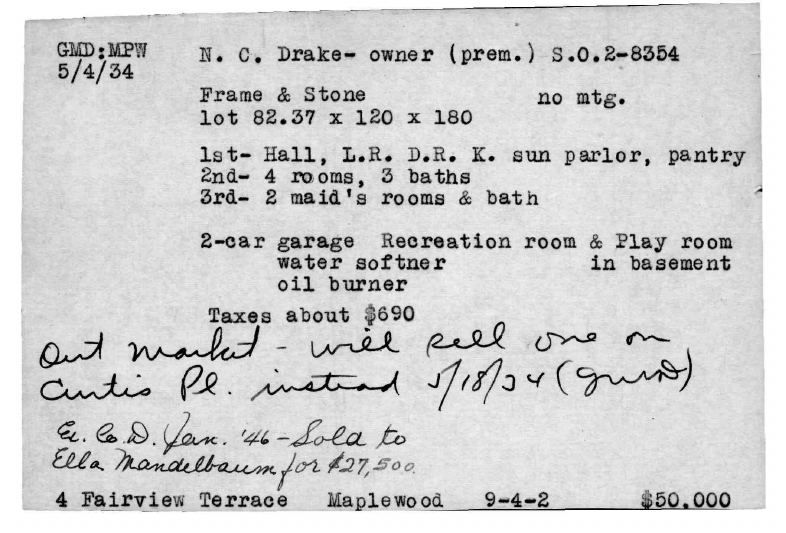 GMD:MPW N. C. Drake- owner (prem.) S.O.2-8354
5/4/34
Frame & Stone no mtg.
lot 82.37 x 120 x 180
1st- Hall, L.R. D.R. K. sun parlor, pantry
2nd- 4 rooms, 3 baths
3rd- 2 maid's rooms & bath
2-car garage Recreation room & Play room
water softner in basement
oil burner
Taxes about $690
Out market - will sell one on
Curtis Pl. instead 5/18/34
Co. D. Jan. '46 - Sold to
Ella Mandelbaum for $27,500
4 Fairview Terrace Maplewood 9-4-2 $50.000